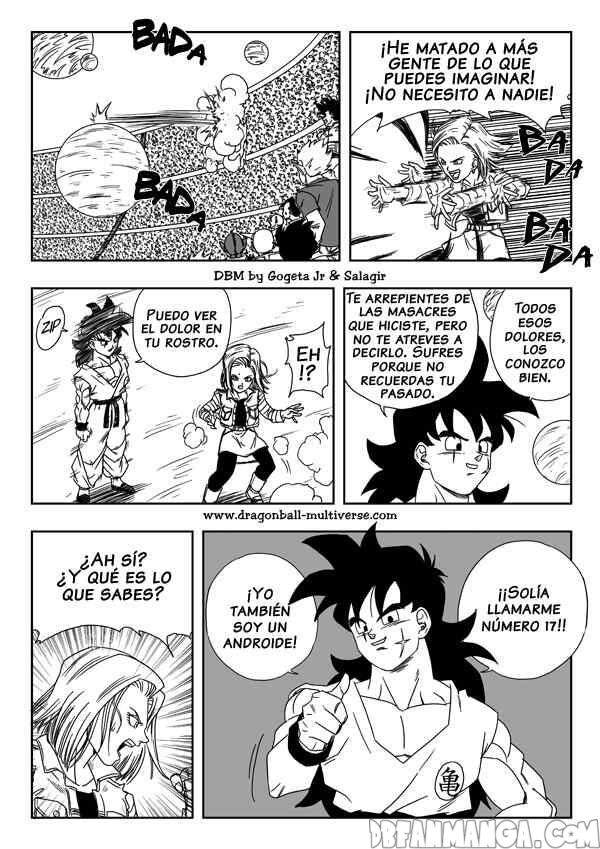 BADA
BADA
¡HE MATADO A MÁS
GENTE DE LO QUE
PUEDES IMAGINAR!
¡NO NECESITO A NADIE!
BA
DA
BA
DA
DBM by Gogeta Jr & Salagir
ZIP
PUEDO VER
EL DOLOR EN
TU ROSTRO.
EH
!?
TE ARREPIENTES DE
LAS MASACRES
QUE HICISTE, PERO
NO TE ATREVES A
DECIRLO. SUFRES
PORQUE NO
RECUERDAS TU
PASADO.
TODOS
ESOS
DOLORES,
LOS
CONOZCO
BIEN.
www.dragonball-multiverse.com
¿AH SÍ?
¿Y QUÉ ES LO
QUE SABES?
¡YO
TAMBIÉN
SOY UN
ANDROIDE!
¡¡SOLÍA
LLAMARME
NÚMERO 17!!
亀
DBFANMANGA.COM